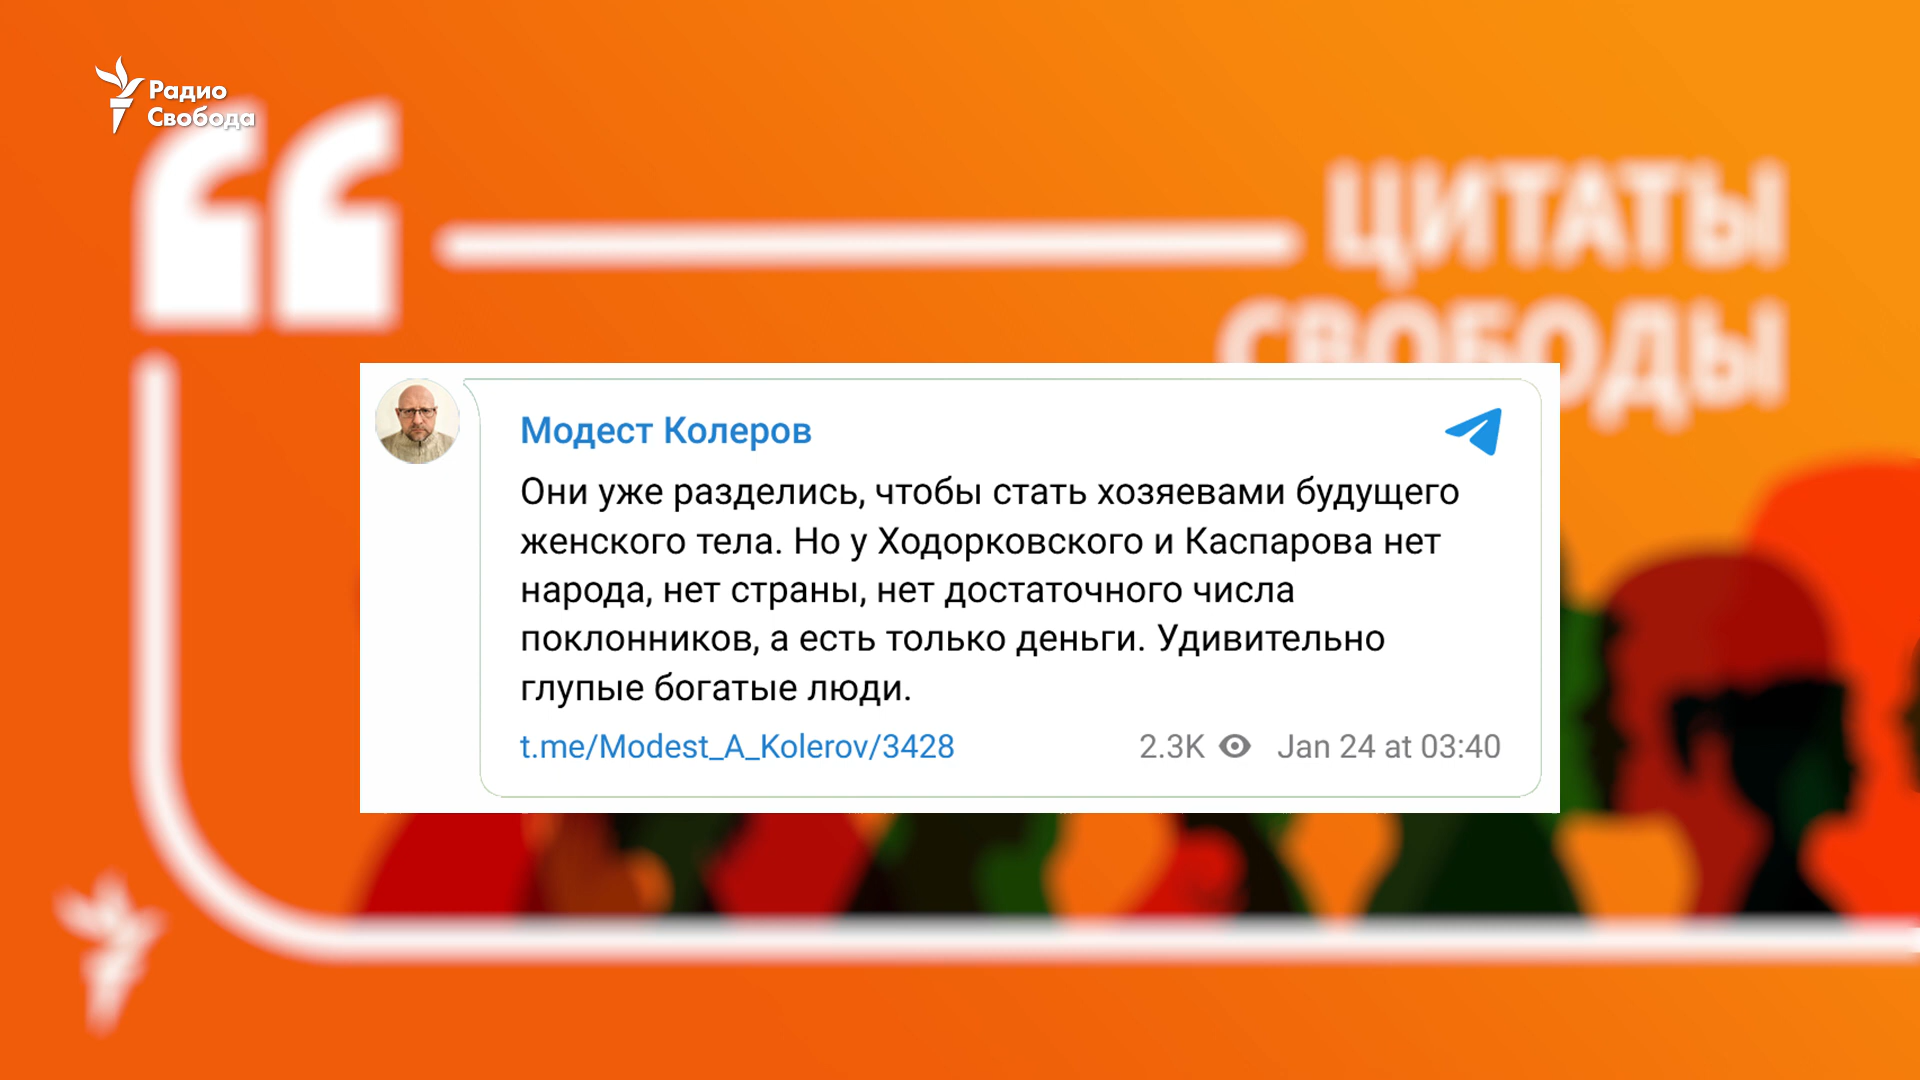 Радио
Свобода
ЦИТАТЫ
СВОБОДЫ
Модест Колеров
Они уже разделись, чтобы стать хозяевами будущего
женского тела. Но у Ходорковского и Каспарова нет
народа, нет страны, нет достаточного числа
поклонников, а есть только деньги. Удивительно
глупые богатые люди.
t.me/Modest_A_Kolerov/3428 2.3K Jan 24 at 03:40